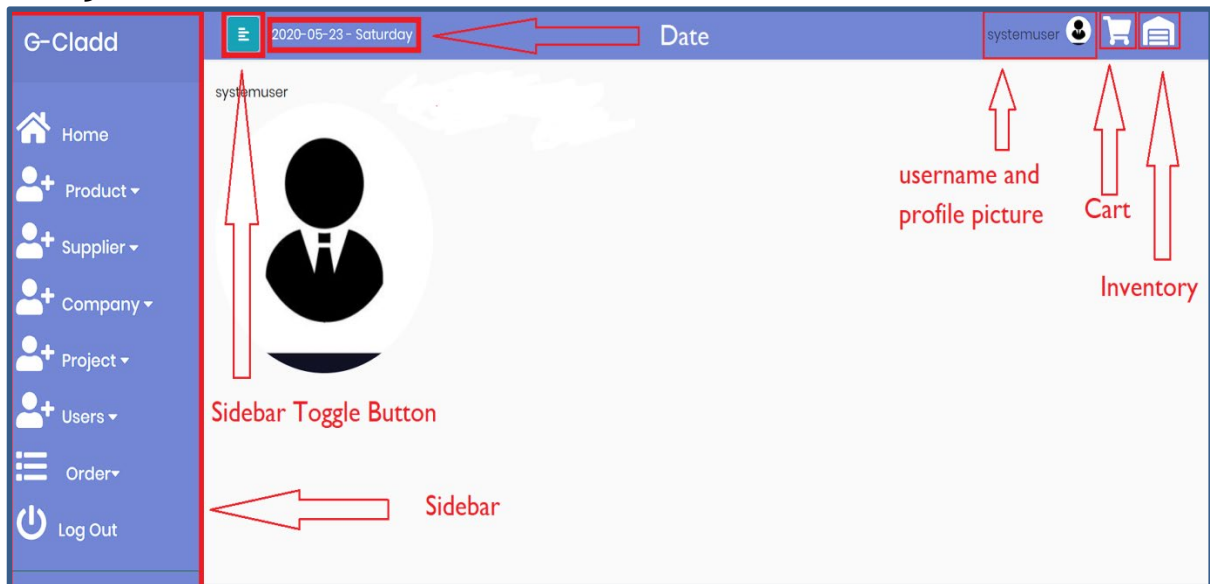 G-Cladd
2020-05-23 - Saturday
Date
systemuser
systemuser
Home
Product
Supplier
Company
Project
Users
Order
Log Out
username and
profile picture
Cart
Inventory
Sidebar Toggle Button
Sidebar